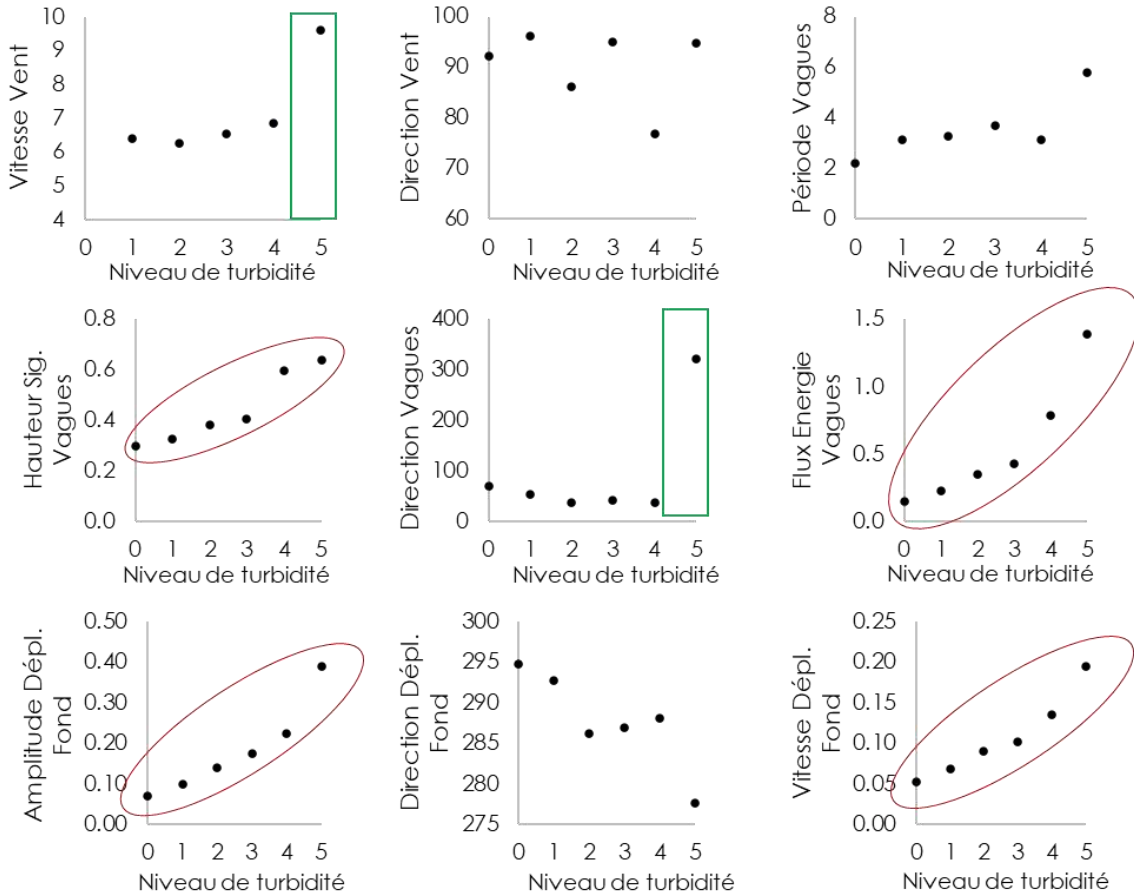 Vitesse Vent
10
9
8
7
6
5
4
0 1 2 3 4 5
Niveau de turbidité
Direction Vent
100
90
80
70
60
0 1 2 3 4 5
Niveau de turbidité
Période Vagues
8
6
4
2
0
0 1 2 3 4 5
Niveau de turbidité
Hauteur Sig.
Vagues
0.8
0.6
0.4
0.2
0.0
0 1 2 3 4 5
Niveau de turbidité
Direction Vagues
400
300
200
100
0
0 1 2 3 4 5
Niveau de turbidité
Flux Energie
Vagues
1.5
1.0
0.5
0.0
0 1 2 3 4 5
Niveau de turbidité
Amplitude Dépl.
Fond
0.50
0.40
0.30
0.20
0.10
0.00
0 1 2 3 4 5
Niveau de turbidité
Direction Dépl.
Fond
300
295
290
285
280
275
0 1 2 3 4 5
Niveau de turbidité
Vitesse Dépl.
Fond
0.25
0.20
0.15
0.10
0.05
0.00
0 1 2 3 4 5
Niveau de turbidité